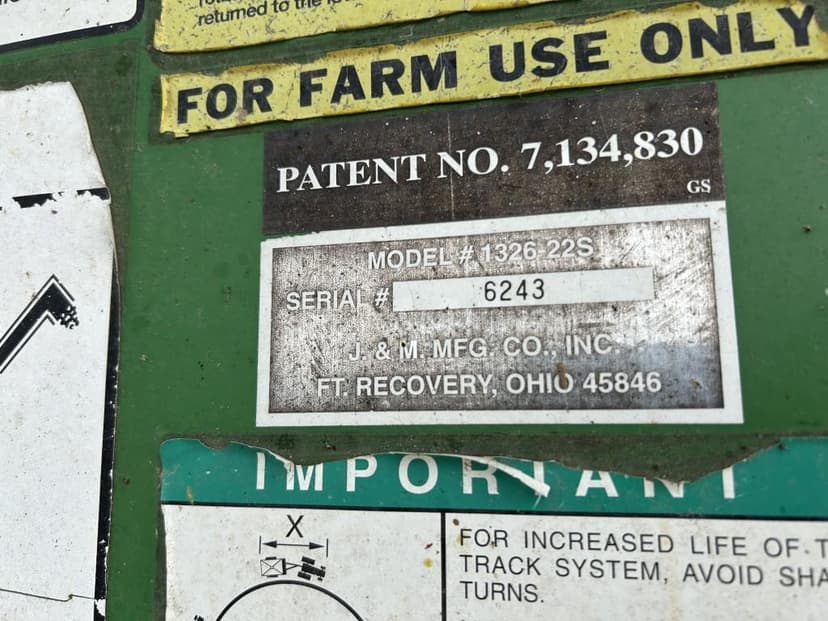 returned to the
FOR FARM USE ONLY
PATENT NO. 7,134,830
GS
MODEL # 1326 22S
SERIAL # 6243
J. & M. MFG. CO., INC.
FT. RECOVERY, OHIO 45846
IMPORTANT
X
FOR INCREASED LIFE OF
TRACK SYSTEM, AVOID
TURNS.